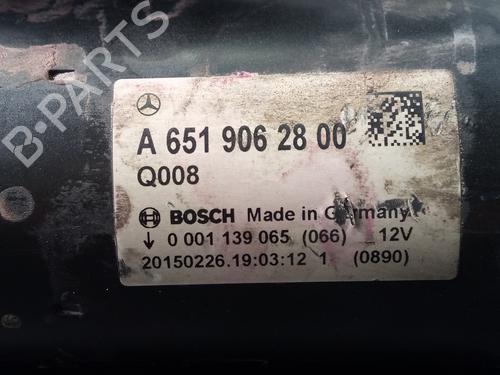 B-PARTS
A 651 906 28 00
Q008
BOSCH Made in Germany
0 001 139 065 (066) _ 12V
20150226.19:03:12 1 (0890)